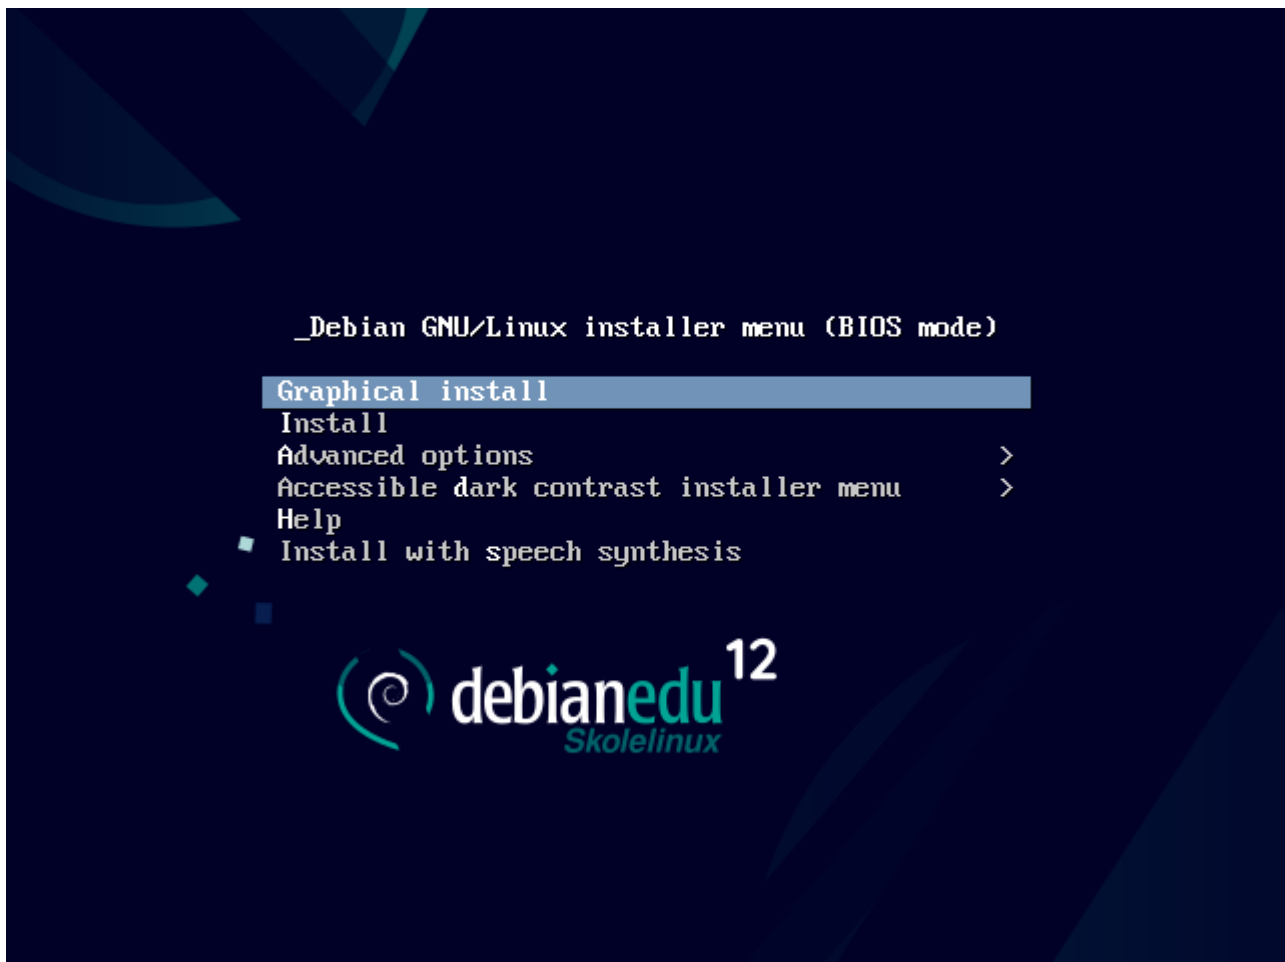 _Debian GNU/Linux installer menu (BIOS mode)
Graphical install
Install
Advanced options >
Accessible dark contrast installer menu >
Help
Install with speech synthesis
debianedu 12
Skolelinux